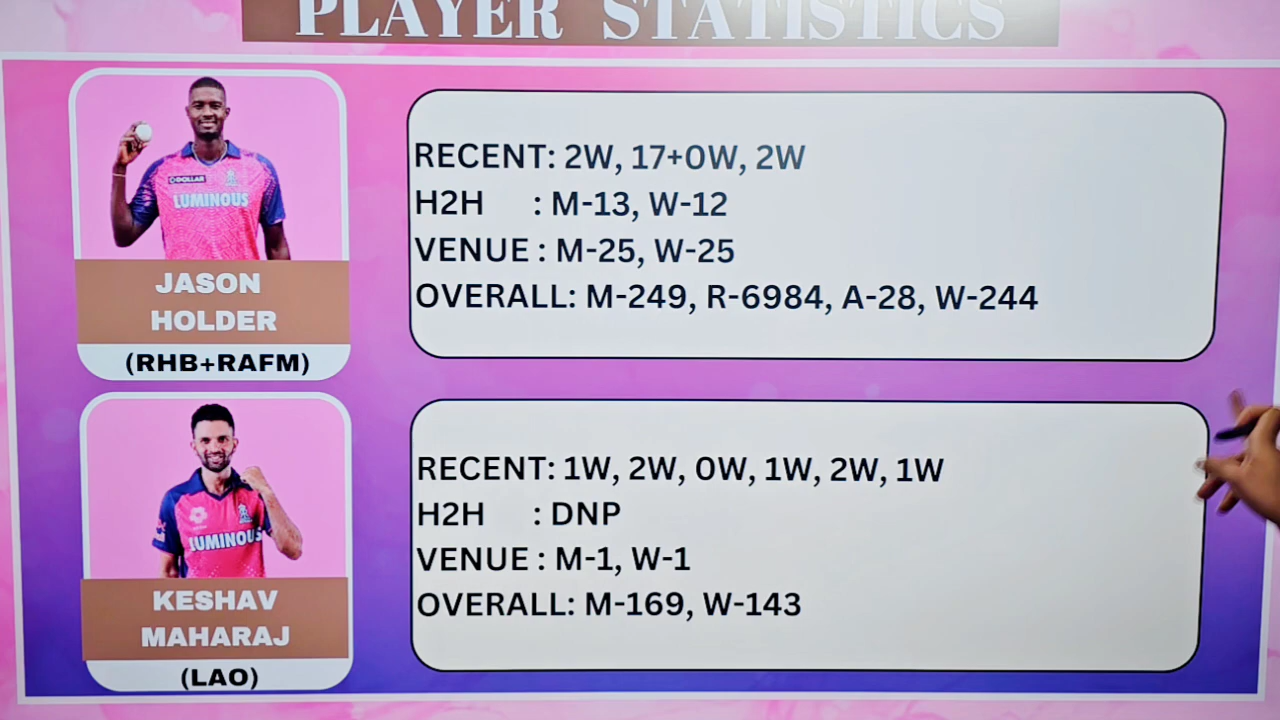 PLAYER STATISTICS
DOLLAR
LUMINOUS
JASON
HOLDER
(RHB+RAFM)
RECENT: 2W, 17+0W, 2W
H2H : M-13, W-12
VENUE : M-25, W-25
OVERALL: M-249, R-6984, A-28, W-244
LUMINOUS
KESHAV
MAHARAJ
(LAO)
RECENT: 1W, 2W, 0W, 1W, 2W, 1W
H2H : DNP
VENUE : M-1, W-1
OVERALL: M-169, W-143